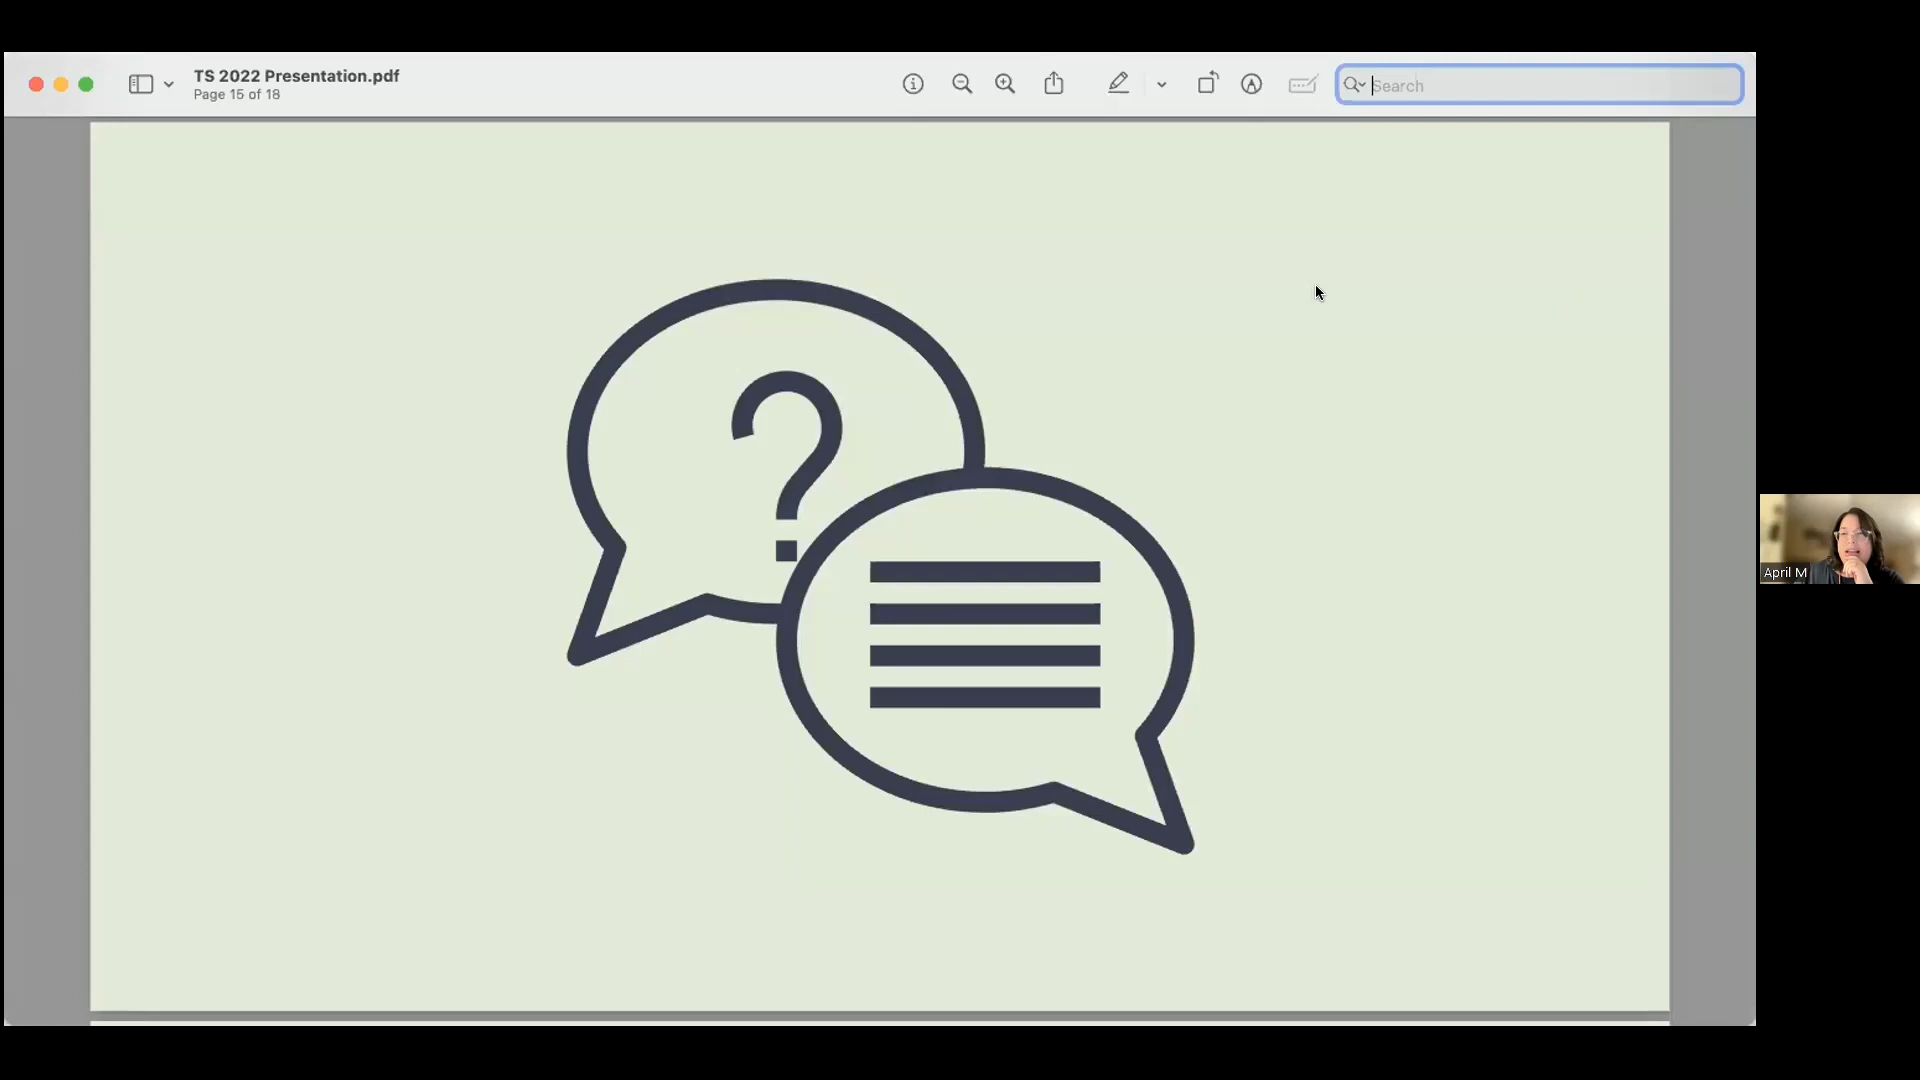 TS 2022 Presentation.pdf
Page 15 of 18
Search
?
April M